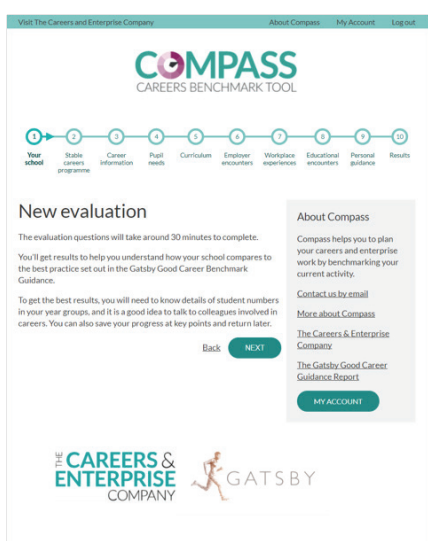 Visit The Careers and Enterprise Company About Compass My Account Log out
COMPASS
CAREERS BENCHMARK TOOL
1 2 3 4 5 6 7 8 9 10
Your school
Stable careers programme
Career information
Pupil needs
Curriculum
Employer encounters
Workplace experiences
Educational encounters
Personal guidance
Results
New evaluation
The evaluation questions will take around 30 minutes to complete.
You'll get results to help you understand how your school compares to
the best practice set out in the Gatsby Good Career Benchmark
Guidance.
To get the best results, you will need to know details of student numbers
in your year groups, and it is a good idea to talk to colleagues involved in
careers. You can also save your progress at key points and return later.
Back NEXT
About Compass
Compass helps you to plan
your careers and enterprise
work by benchmarking your
current activity.
Contact us by email
More about Compass
The Careers & Enterprise
Company
The Gatsby Good Career
Guidance Report
MY ACCOUNT
THE CAREERS &
ENTERPRISE
COMPANY
GATSBY